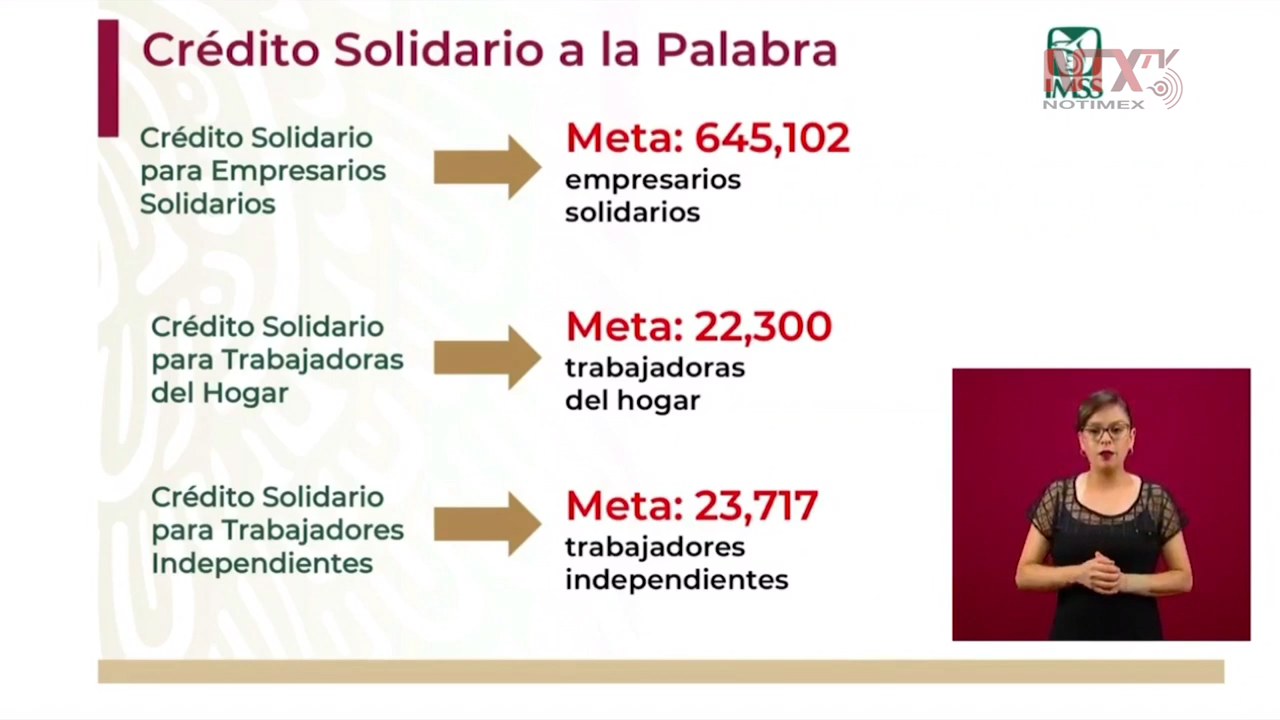 Crédito Solidario a la Palabra
IMSS
NTX TV
NOTIMEX
Crédito Solidario
para Empresarios
Solidarios
Meta: 645,102
empresarios
solidarios
Crédito Solidario
para Trabajadoras
del Hogar
Meta: 22,300
trabajadoras
del hogar
Crédito Solidario
para Trabajadores
Independientes
Meta: 23,717
trabajadores
independientes